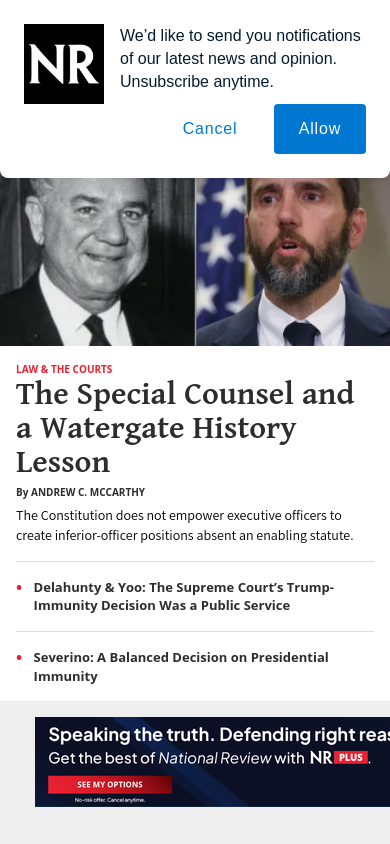 NR
We’d like to send you notifications
of our latest news and opinion.
Unsubscribe anytime.
Cancel
Allow
LAW & THE COURTS
The Special Counsel and
a Watergate History
Lesson
By ANDREW C. MCCARTHY
The Constitution does not empower executive officers to
create inferior-officer positions absent an enabling statute.
• Delahunty & Yoo: The Supreme Court’s Trump-
Immunity Decision Was a Public Service
• Severino: A Balanced Decision on Presidential
Immunity
Speaking the truth. Defending right reas
Get the best of National Review with NR PLUS.
SEE MY OPTIONS
No-risk offer. Cancel anytime.